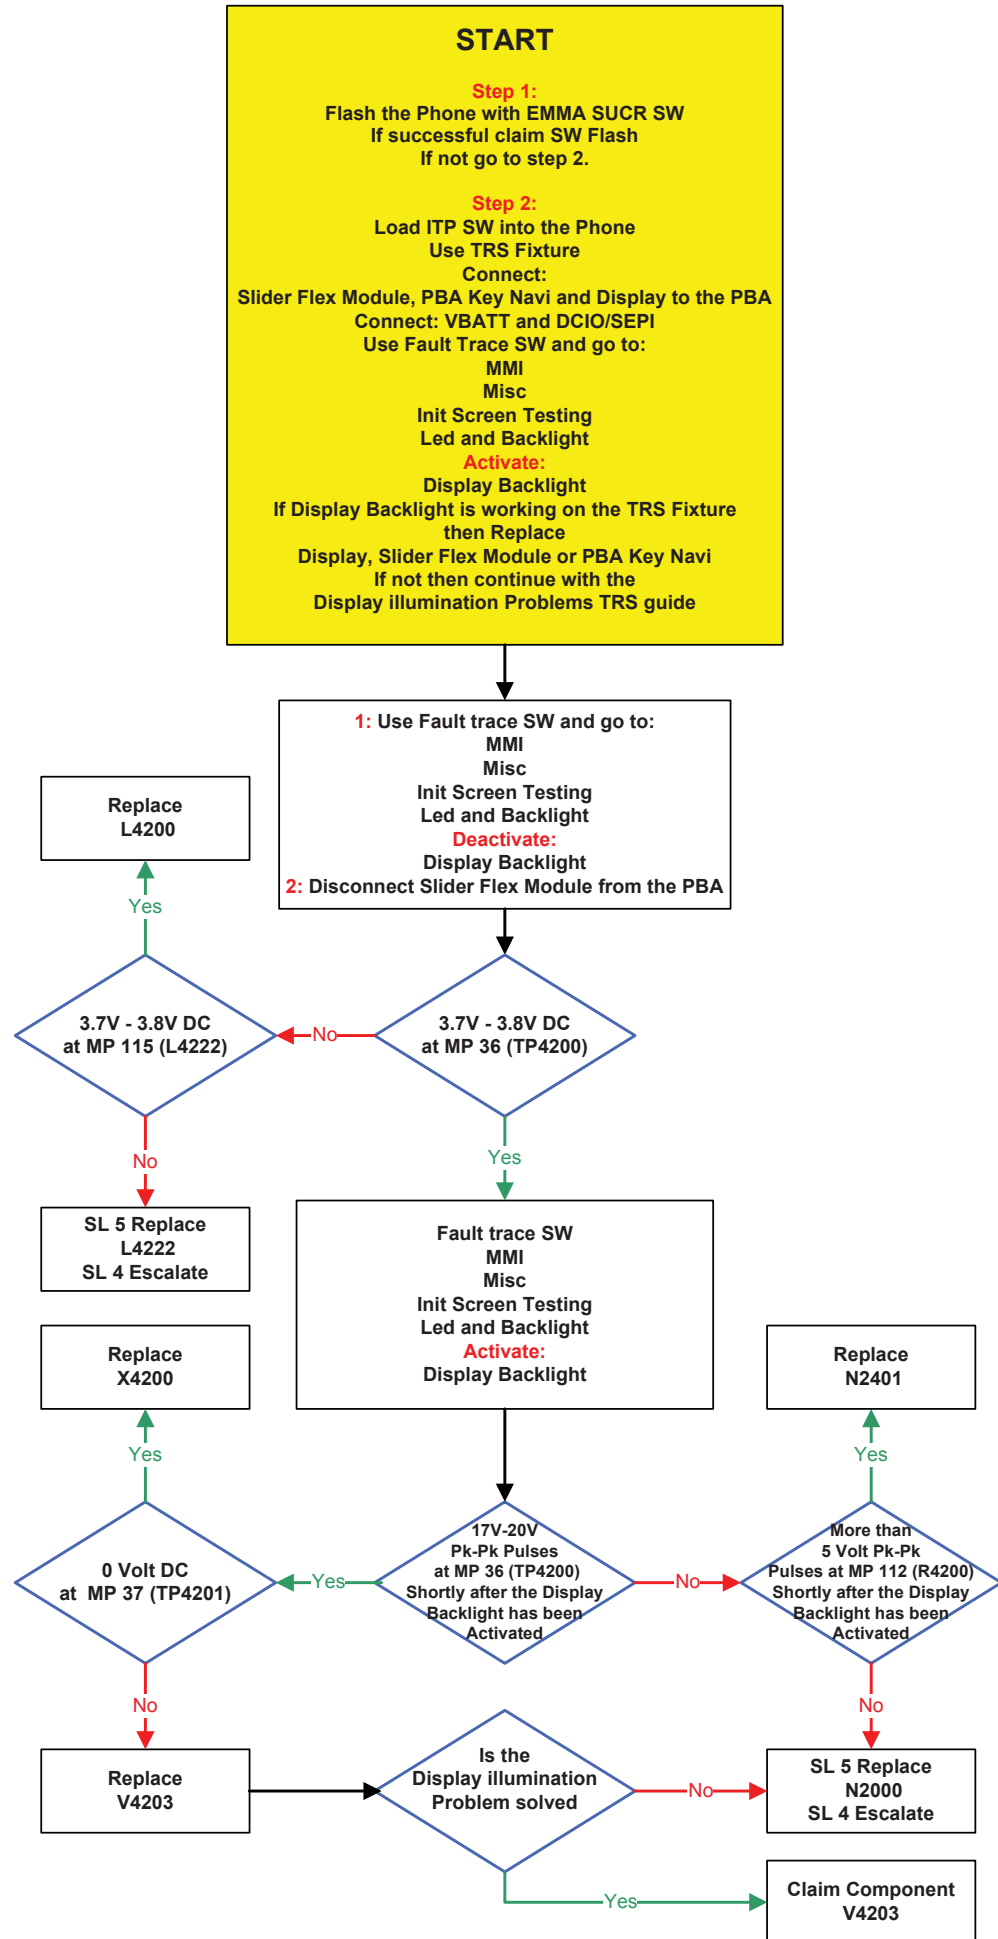 START
Step 1:
Flash the Phone with EMMA SUCR SW
If successful claim SW Flash
If not go to step 2.
Step 2:
Load ITP SW into the Phone
Use TRS Fixture
Connect:
Slider Flex Module, PBA Key Navi and Display to the PBA
Connect: VBATT and DCIO/SEPI
Use Fault Trace SW and go to:
MMI
Misc
Init Screen Testing
Led and Backlight
Activate:
Display Backlight
If Display Backlight is working on the TRS Fixture
then Replace
Display, Slider Flex Module or PBA Key Navi
If not then continue with the
Display illumination Problems TRS guide
1: Use Fault trace SW and go to:
MMI
Misc
Init Screen Testing
Led and Backlight
Deactivate:
Display Backlight
2: Disconnect Slider Flex Module from the PBA
Replace
L4200
Yes
3.7V - 3.8V DC
at MP 115 (L4222)
No
3.7V - 3.8V DC
at MP 36 (TP4200)
No
Yes
SL 5 Replace
L4222
SL 4 Escalate
Fault trace SW
MMI
Misc
Init Screen Testing
Led and Backlight
Activate:
Display Backlight
Replace
X4200
Replace
N2401
Yes
Yes
0 Volt DC
at MP 37 (TP4201)
Yes
17V-20V
Pk-Pk Pulses
at MP 36 (TP4200)
Shortly after the Display
Backlight has been
Activated
No
More than
5 Volt Pk-Pk
Pulses at MP 112 (R4200)
Shortly after the Display
Backlight has been
Activated
No
No
Replace
V4203
Is the
Display illumination
Problem solved
No
SL 5 Replace
N2000
SL 4 Escalate
Yes
Claim Component
V4203